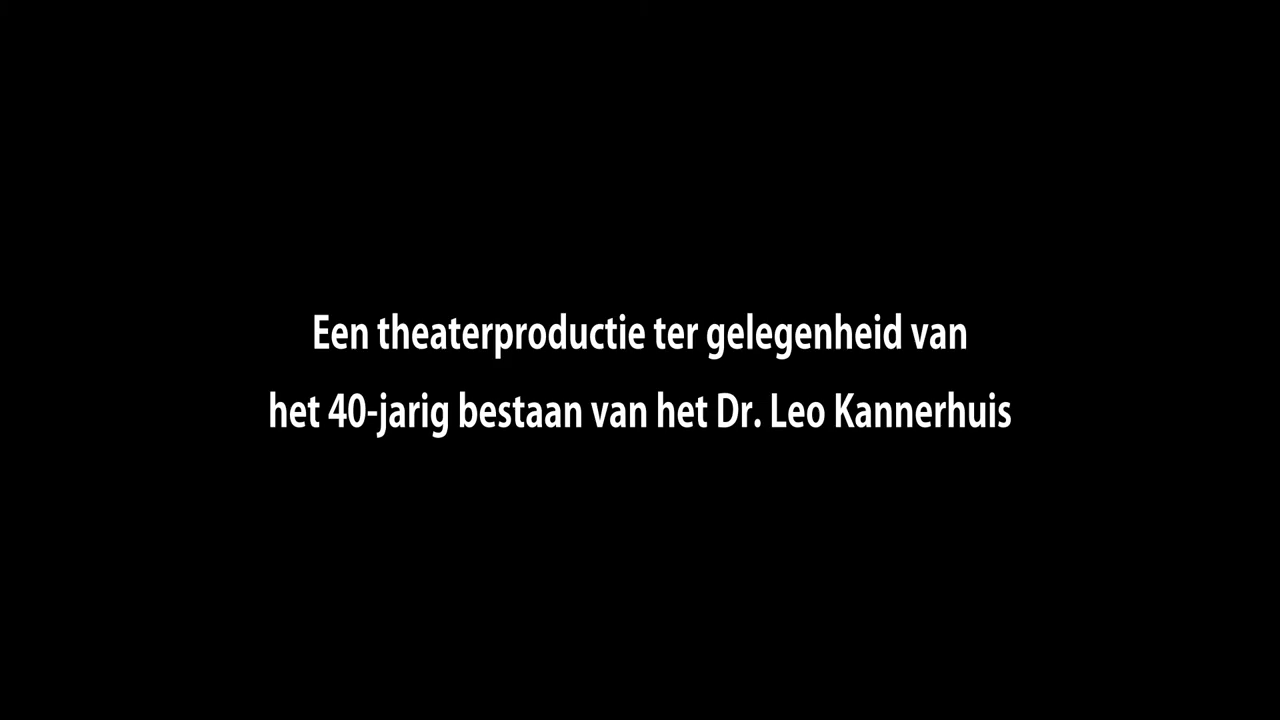 Een theaterproductie ter gelegenheid van
het 40-jarig bestaan van het Dr. Leo Kannerhuis